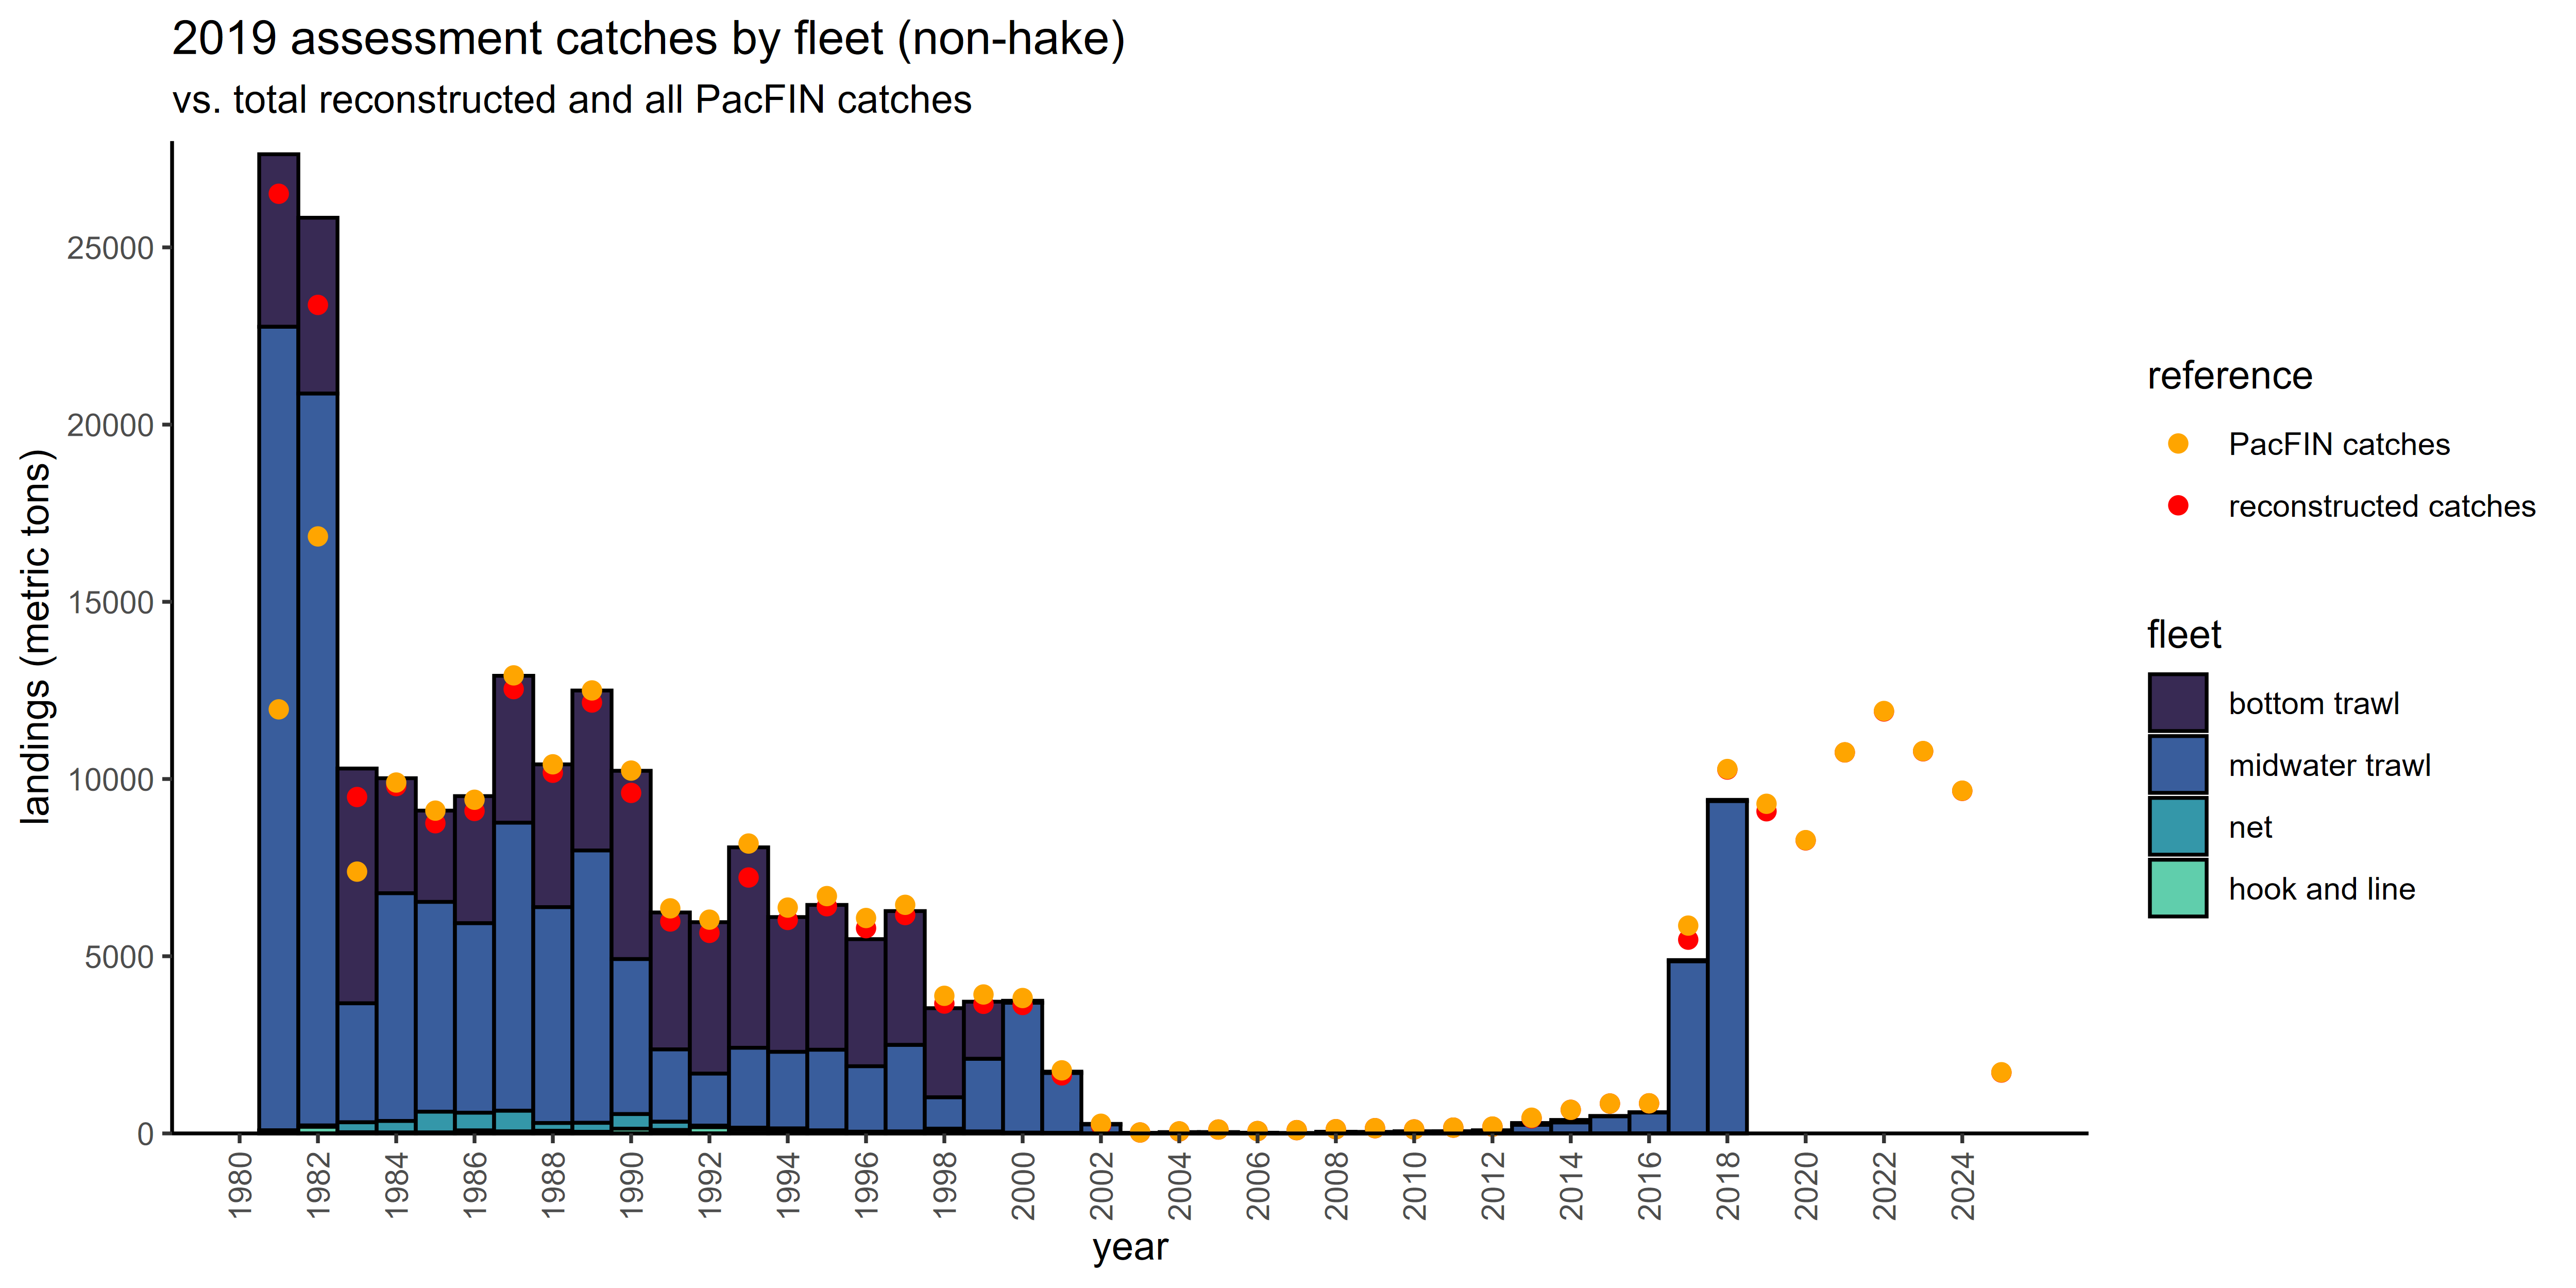 2019 assessment catches by fleet (non-hake)
vs. total reconstructed and all PacFIN catches
landings (metric tons)
25000
20000
15000
10000
5000
0
1980 1982 1984 1986 1988 1990 1992 1994 1996 1998 2000 2002 2004 2006 2008 2010 2012 2014 2016 2018 2020 2022 2024
year
reference
PacFIN catches
reconstructed catches
fleet
bottom trawl
midwater trawl
net
hook and line